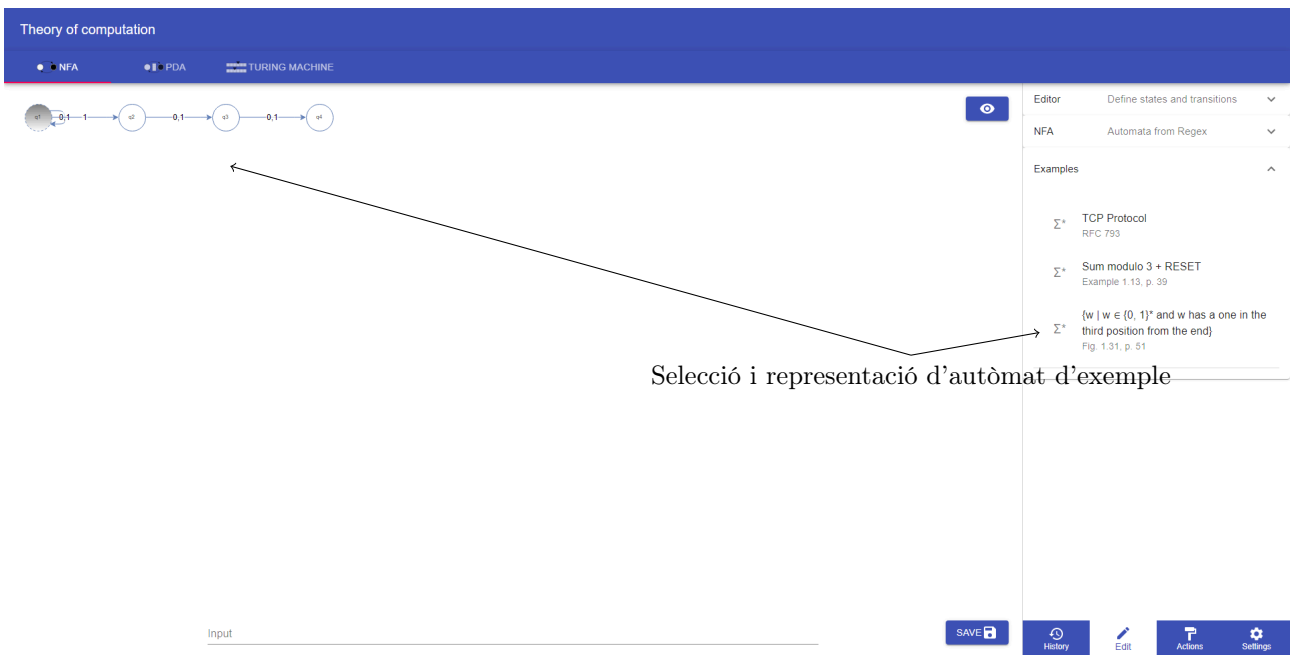 Theory of computation
NFA
PDA
TURING MACHINE
q1
0,1
1
q2
0,1
q3
0,1
q4
Editor Define states and transitions
NFA Automata from Regex
Examples
Σ* TCP Protocol
RFC 793
Σ* Sum modulo 3 + RESET
Example 1.13, p. 39
Σ* {w | w ∈ {0, 1}* and w has a one in the
third position from the end}
Fig. 1.31, p. 51
Selecció i representació d'autòmat d'exemple
Input
SAVE
History
Edit
Actions
Settings